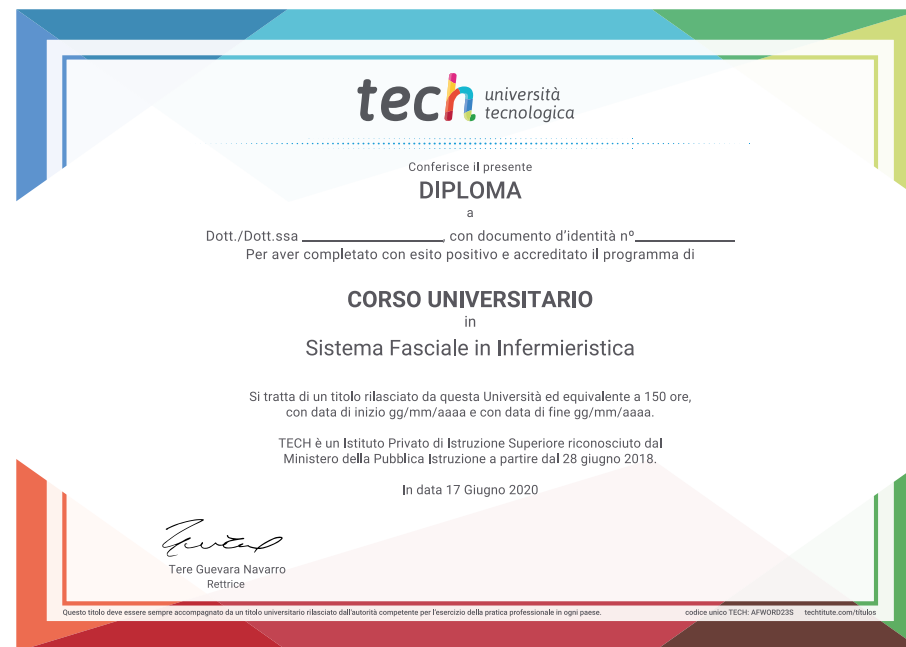 tech università
tecnologica
Conferisce il presente
DIPLOMA
a
Dott./Dott.ssa ____________________, con documento d'identità nº______________
Per aver completato con esito positivo e accreditato il programma di
CORSO UNIVERSITARIO
in
Sistema Fasciale in Infermieristica
Si tratta di un titolo rilasciato da questa Università ed equivalente a 150 ore,
con data di inizio gg/mm/aaaa e con data di fine gg/mm/aaaa.
TECH è un Istituto Privato di Istruzione Superiore riconosciuto dal
Ministero della Pubblica Istruzione a partire dal 28 giugno 2018.
In data 17 Giugno 2020
Tere Guevara Navarro
Rettrice
Questo titolo deve essere sempre accompagnato da un titolo universitario rilasciato dall'autorità competente per l'esercizio della pratica professionale in ogni paese. codice unico TECH: AFWORD23S techtitute.com/titulos